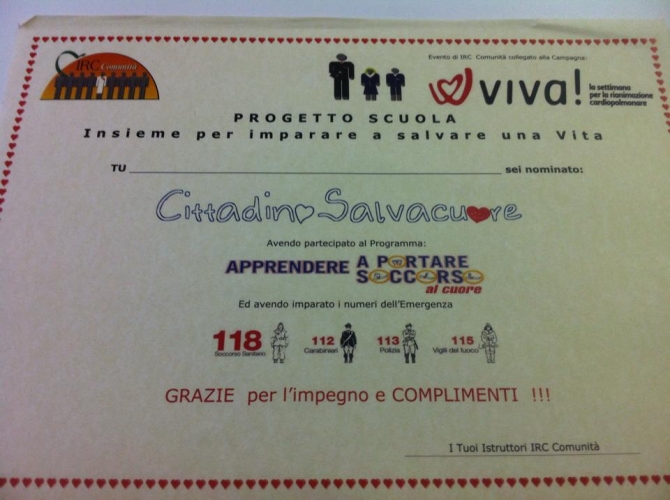 IRC Comunità
Evento di IRC Comunità collegato alla Campagna:
viva!
la settimana
per la rianimazione
cardiopolmonare
PROGETTO SCUOLA
Insieme per imparare a salvare una Vita
TU sei nominato:
Cittadino Salvacuore
Avendo partecipato al Programma:
APPRENDERE A PORTARE
SOCCORSO
al cuore
Ed avendo imparato i numeri dell'Emergenza
118 112 113 115
Soccorso Sanitario Carabinieri Polizia Vigili del fuoco
GRAZIE per l'impegno e COMPLIMENTI !!!
I Tuoi Istruttori IRC Comunità